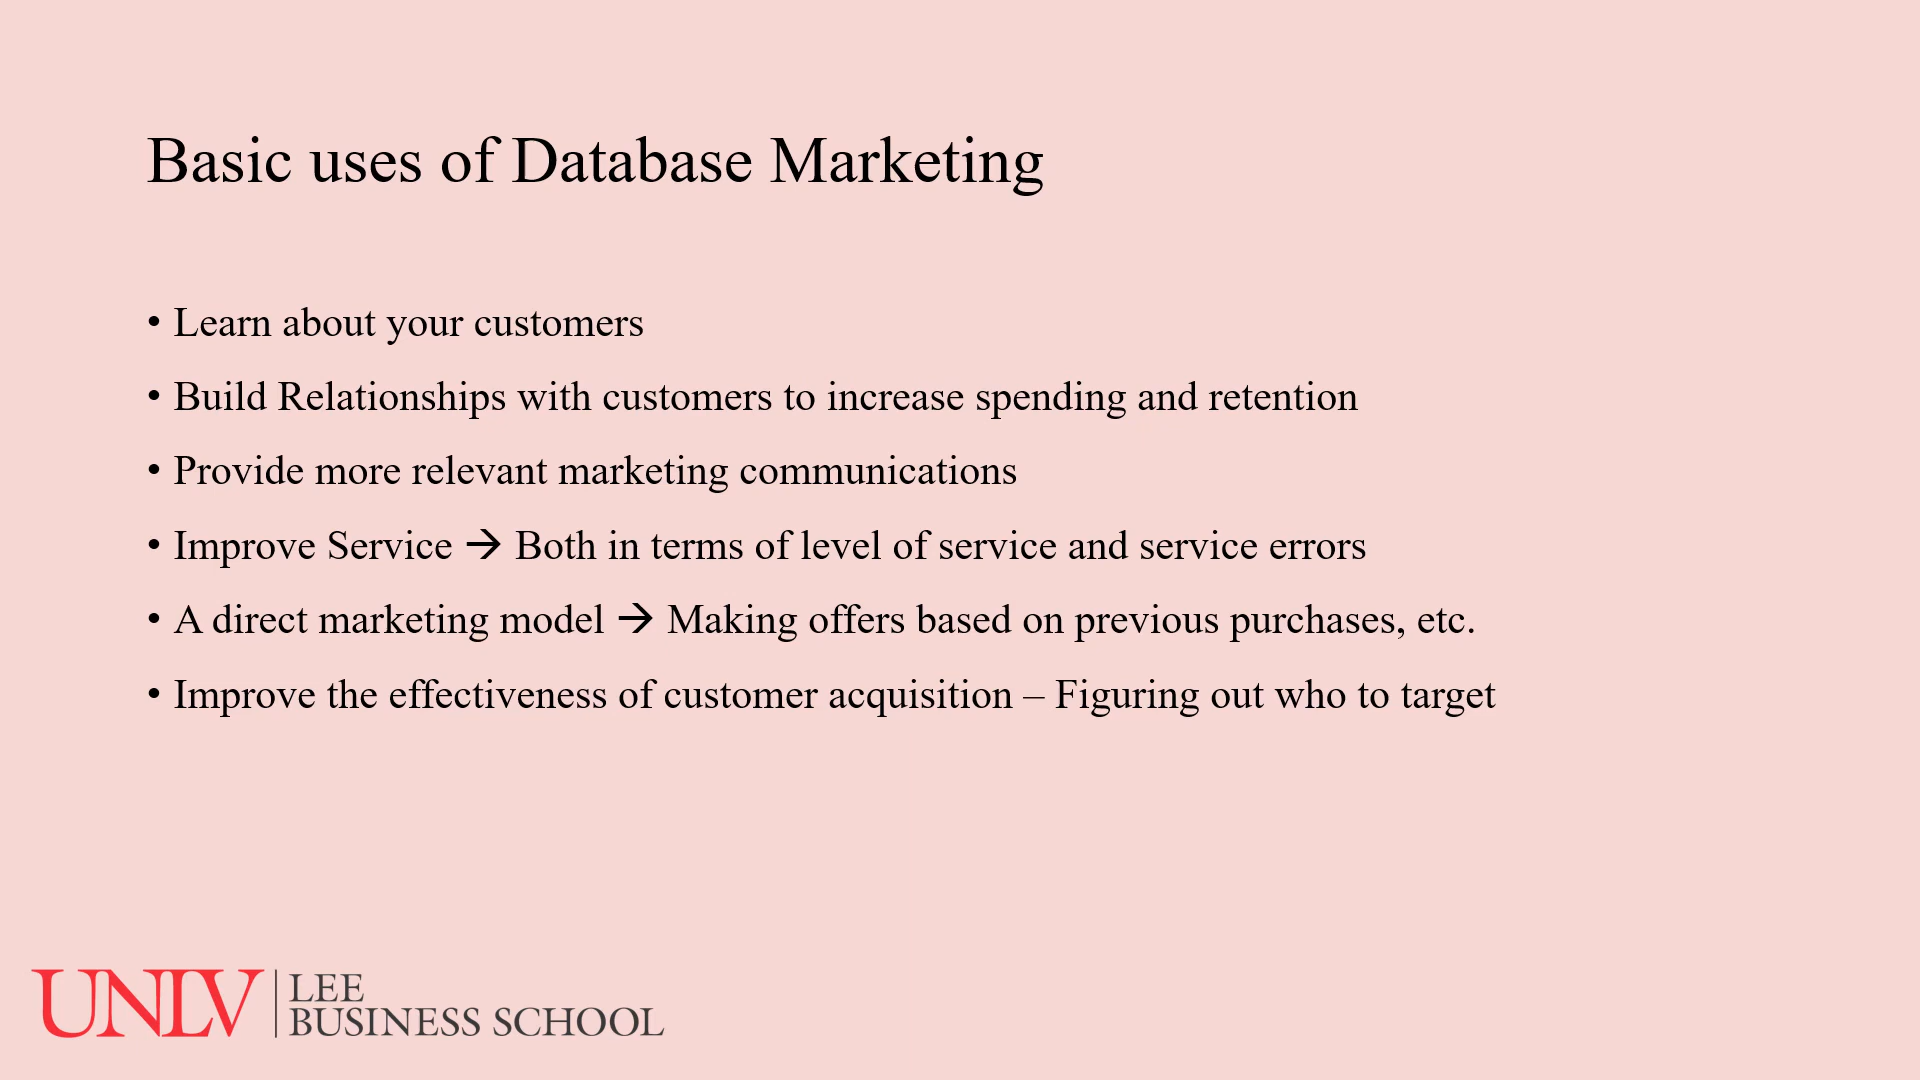 Basic uses of Database Marketing
• Learn about your customers
• Build Relationships with customers to increase spending and retention
• Provide more relevant marketing communications
• Improve Service → Both in terms of level of service and service errors
• A direct marketing model → Making offers based on previous purchases, etc.
• Improve the effectiveness of customer acquisition – Figuring out who to target
UNLV
LEE
BUSINESS SCHOOL